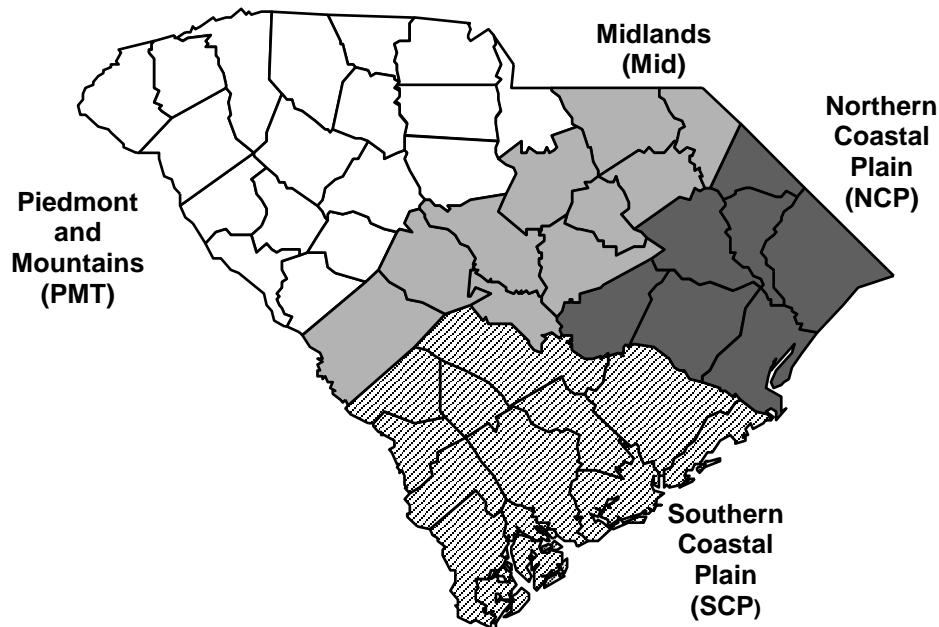 Midlands
(Mid)
Northern
Coastal
Plain
(NCP)
Piedmont
and
Mountains
(PMT)
Southern
Coastal
Plain
(SCP)